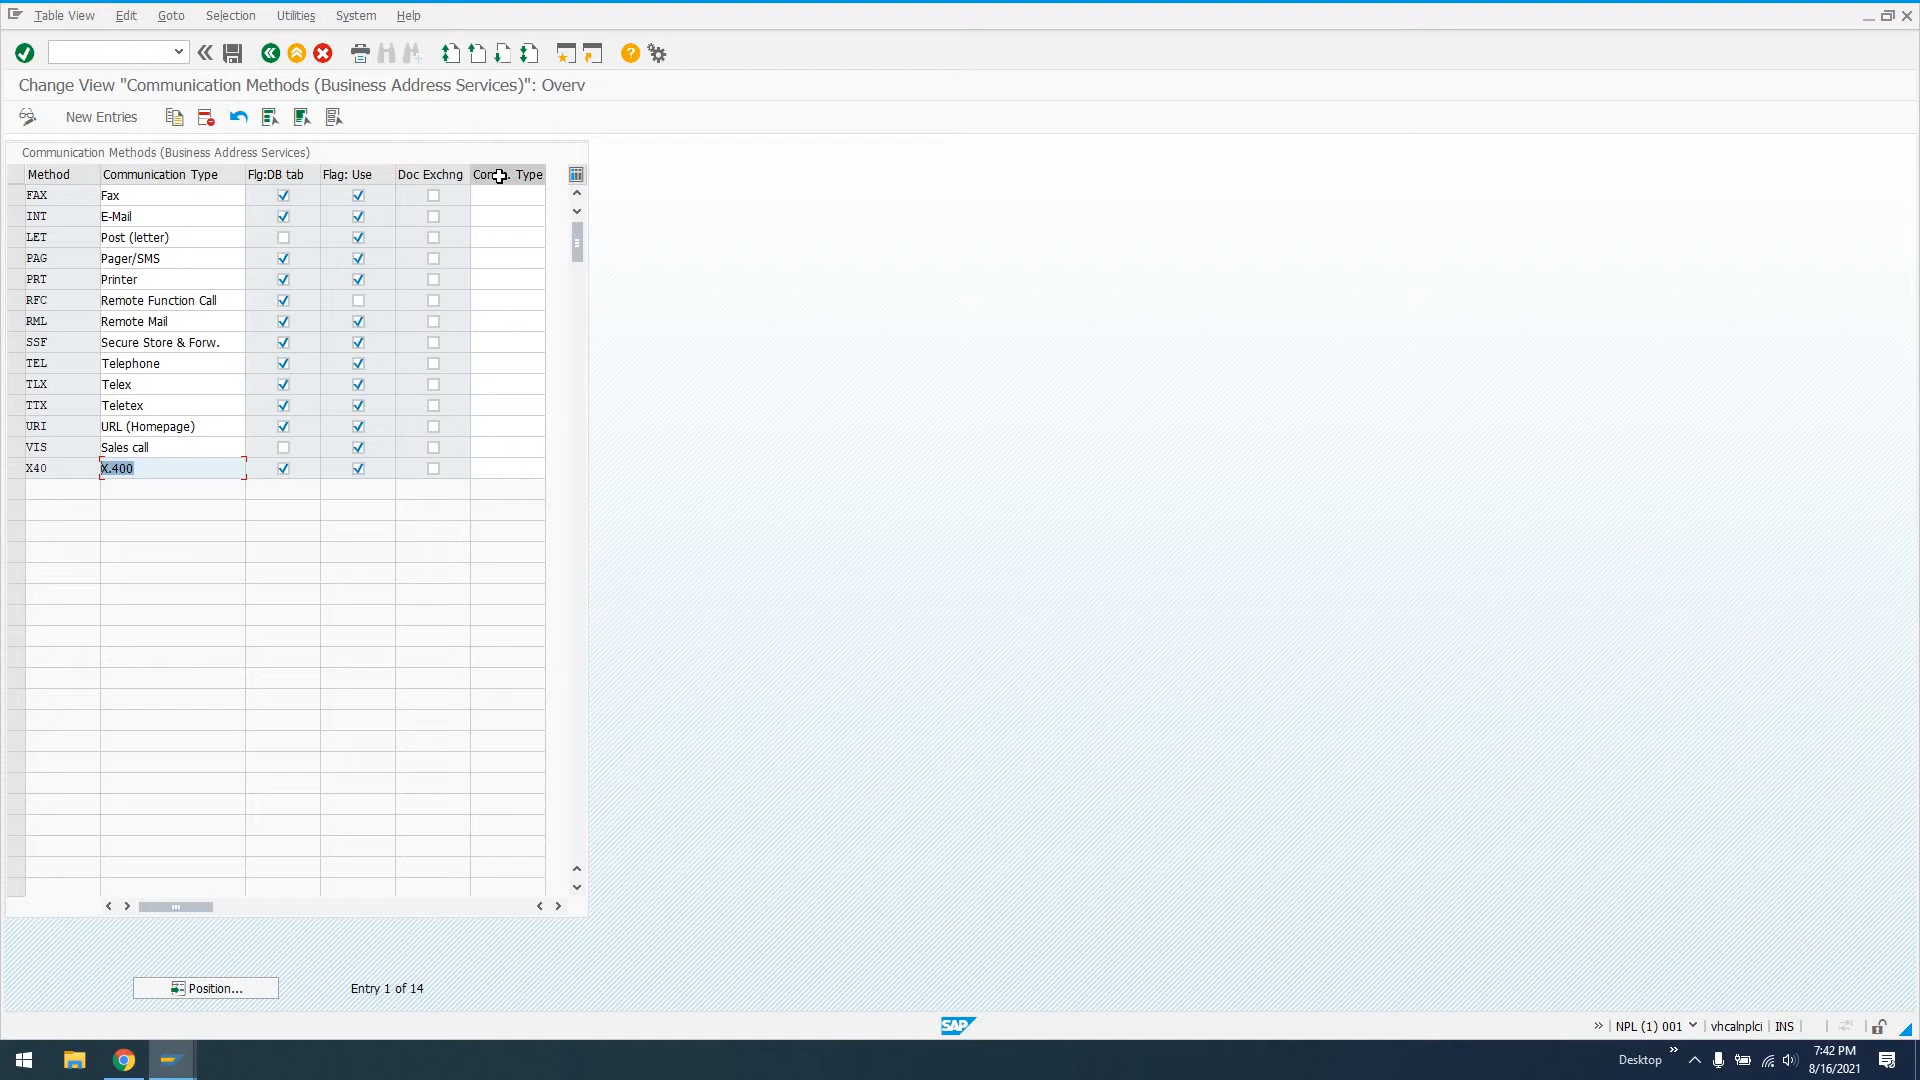 Table View Edit Goto Selection Utilities System Help
Change View "Communication Methods (Business Address Services)": Overv
New Entries
Communication Methods (Business Address Services)
Method Communication Type Flg:DB tab Flag: Use Doc Exchng Type
FAX Fax
INT E-Mail
LET Post (letter)
PAG Pager/SMS
PRT Printer
RFC Remote Function Call
RML Remote Mail
SSF Secure Store & Forw.
TEL Telephone
TLX Telex
TTX Teletex
URI URL (Homepage)
VIS Sales call
X40 X.400
Position... Entry 1 of 14
SAP
NPL (1) 001 vhcalnplci INS
Desktop
7:42 PM
8/16/2021